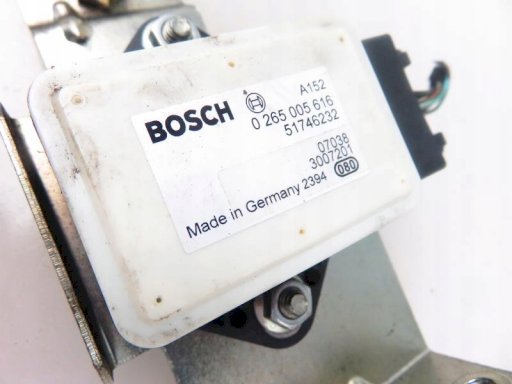 A152
BOSCH 0 265 005 616
51746232
07038
3007201
Made in Germany 2394 080